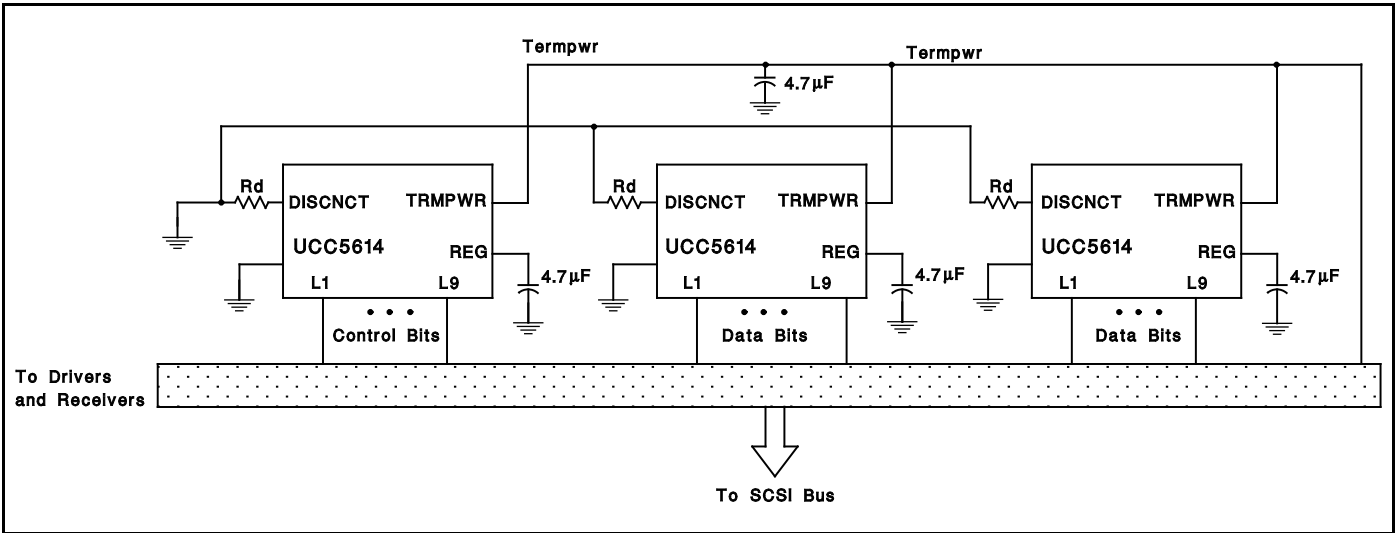 Termpwr
Termpwr
4.7µF
Rd
Rd
Rd
DISCNCT
TRMPWR
UCC5614
REG
L1
L9
4.7µF
Control Bits
DISCNCT
TRMPWR
UCC5614
REG
L1
L9
4.7µF
Data Bits
DISCNCT
TRMPWR
UCC5614
REG
L1
L9
4.7µF
Data Bits
To Drivers
and Receivers
To SCSI Bus